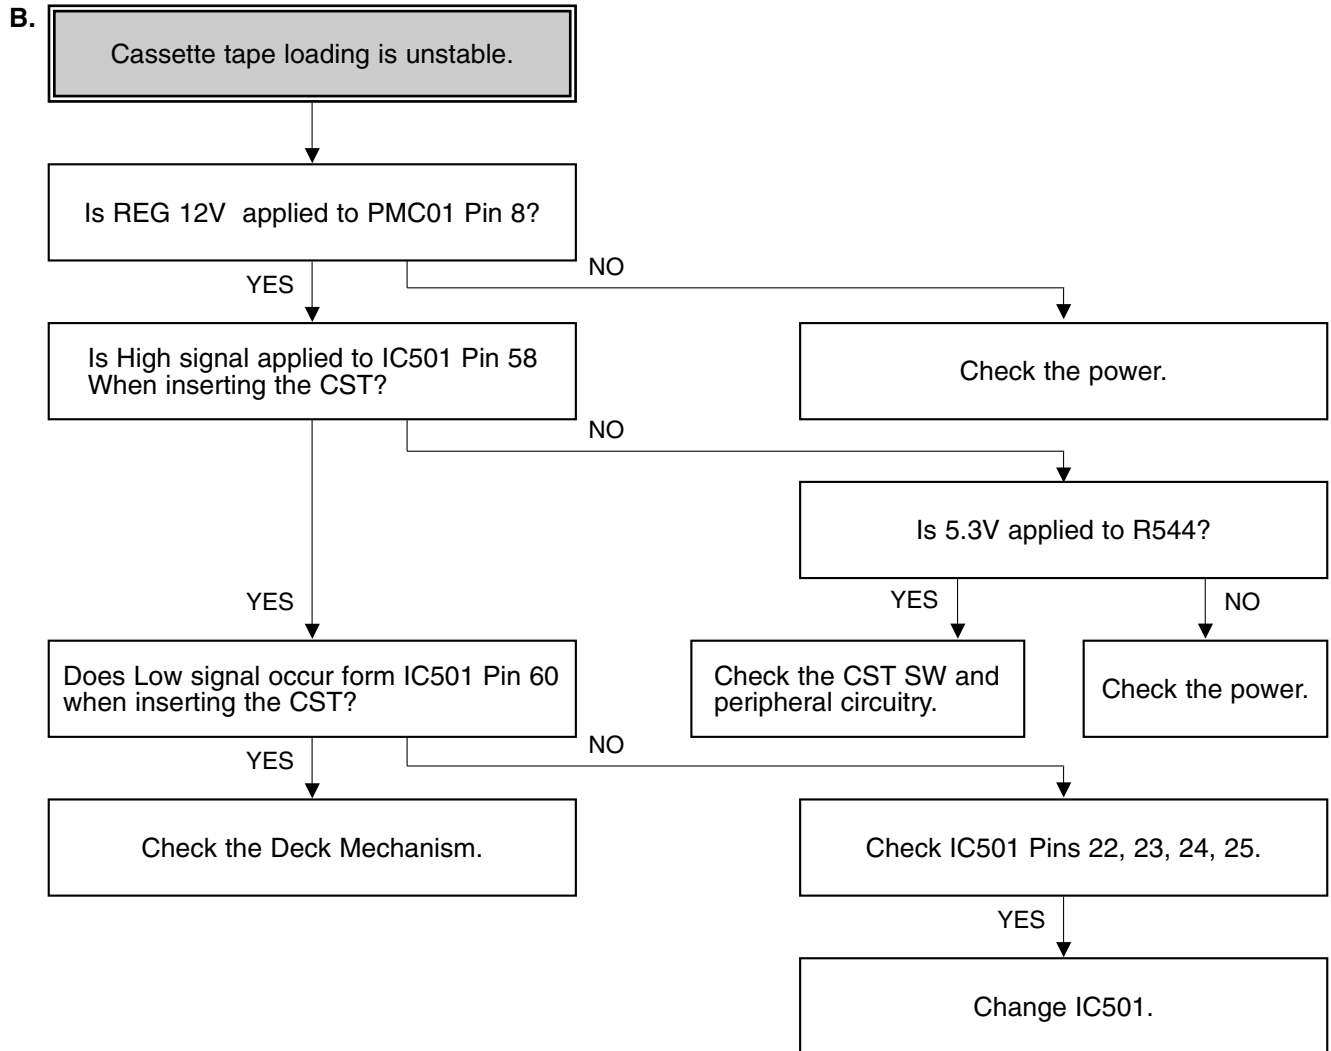 B.
Cassette tape loading is unstable.
Is REG 12V applied to PMC01 Pin 8?
YES
NO
Is High signal applied to IC501 Pin 58
When inserting the CST?
Check the power.
NO
Is 5.3V applied to R544?
YES
YES
NO
Does Low signal occur form IC501 Pin 60
when inserting the CST?
Check the CST SW and
peripheral circuitry.
Check the power.
YES
NO
Check the Deck Mechanism.
Check IC501 Pins 22, 23, 24, 25.
YES
Change IC501.